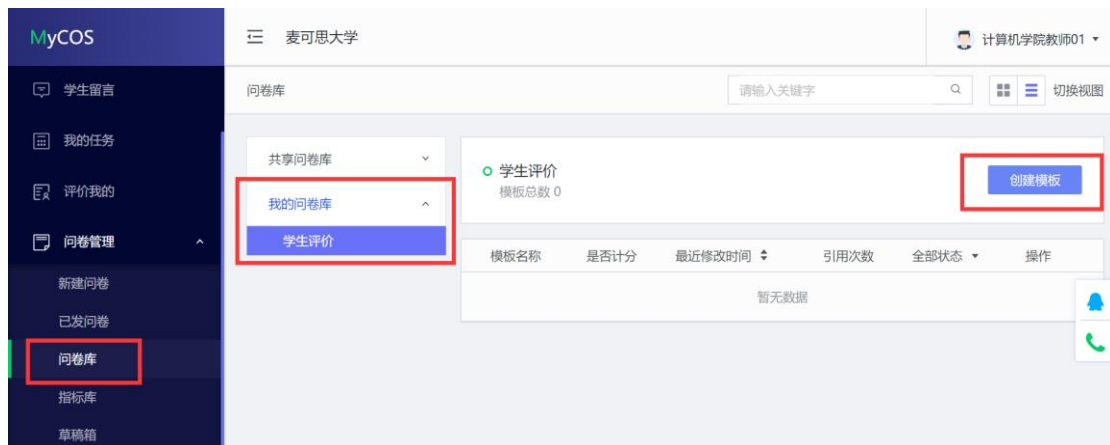 MyCOS
麦可思大学
计算机学院教师01
学生留言
我的任务
评价我的
问卷管理
新建问卷
已发问卷
问卷库
指标库
草稿箱
问卷库
请输入关键字
切换视图
共享问卷库
我的问卷库
学生评价
学生评价
模板总数 0
创建模板
模板名称 是否计分 最近修改时间 引用次数 全部状态 操作
暂无数据